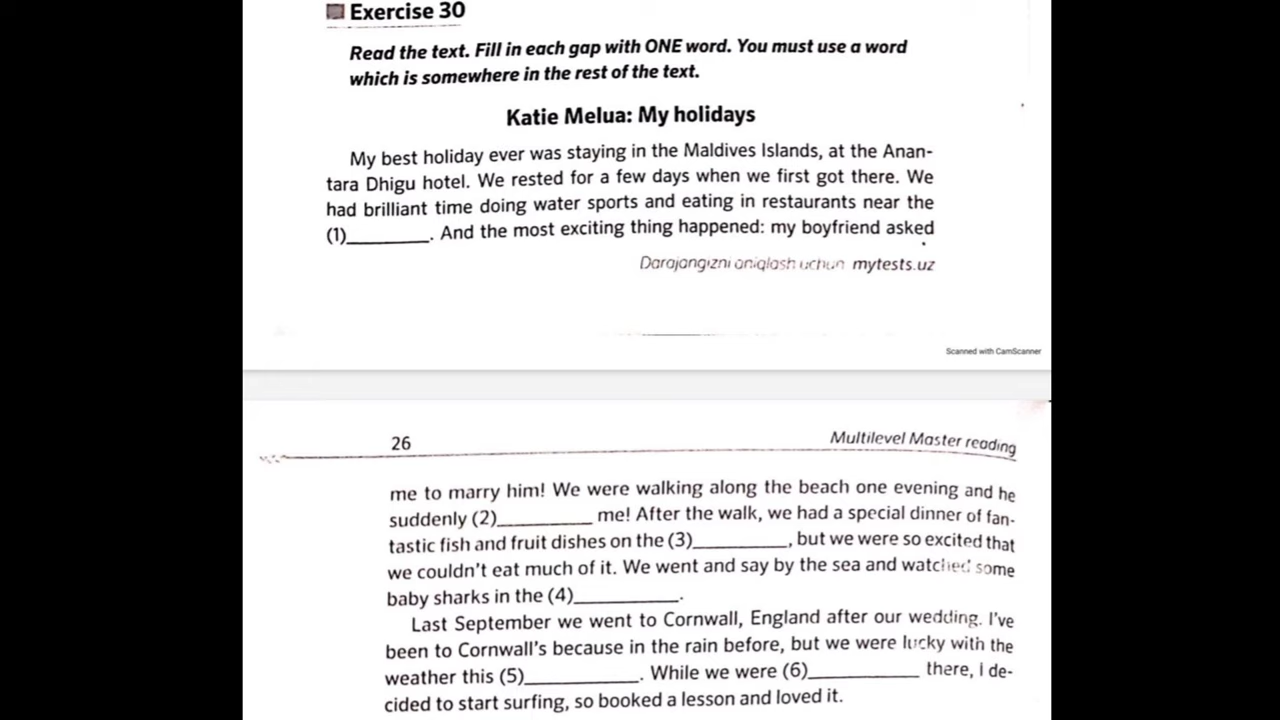 Exercise 30
Read the text. Fill in each gap with ONE word. You must use a word
which is somewhere in the rest of the text.
Katie Melua: My holidays
My best holiday ever was staying in the Maldives Islands, at the Anan-
tara Dhigu hotel. We rested for a few days when we first got there. We
had brilliant time doing water sports and eating in restaurants near the
(1)________. And the most exciting thing happened: my boyfriend asked
Darajangizni aniqlash uchun mytests.uz
Scanned with CamScanner
26
Multilevel Master reading
me to marry him! We were walking along the beach one evening and he
suddenly (2)_________ me! After the walk, we had a special dinner of fan-
tastic fish and fruit dishes on the (3)_________, but we were so excited that
we couldn't eat much of it. We went and say by the sea and watched some
baby sharks in the (4)__________.
Last September we went to Cornwall, England after our wedding. I've
been to Cornwall's because in the rain before, but we were lucky with the
weather this (5)___________. While we were (6)___________ there, I de-
cided to start surfing, so booked a lesson and loved it.